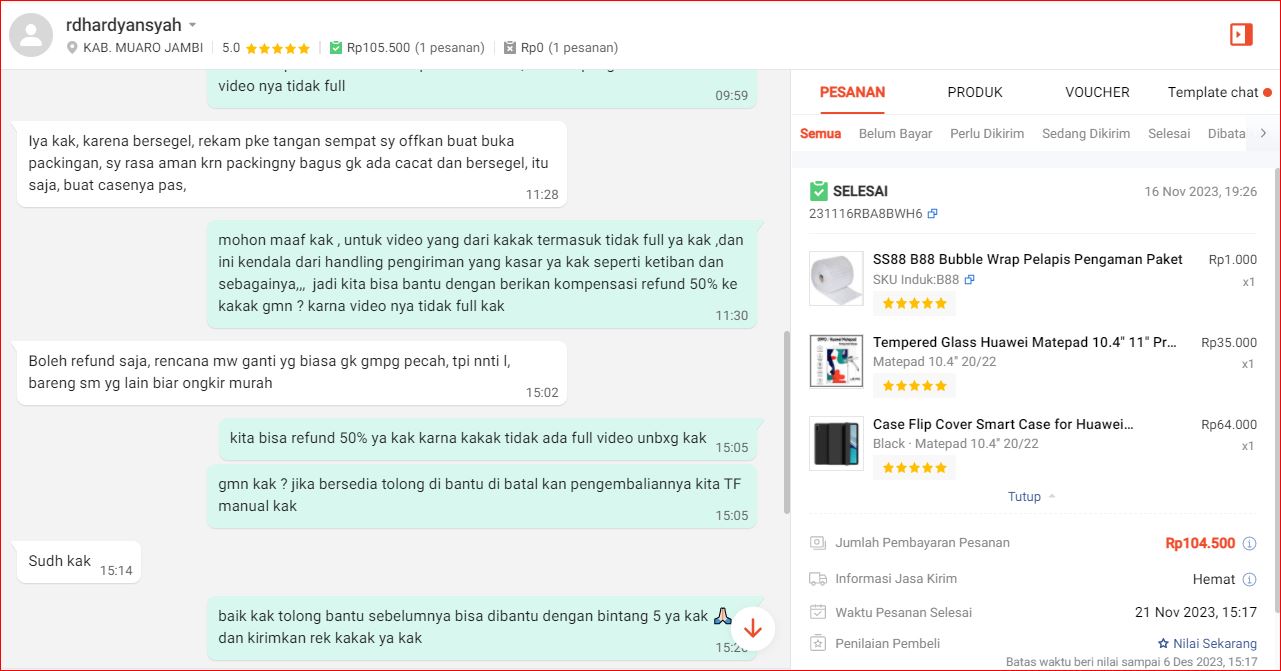 rdhardyansyah
KAB. MUARO JAMBI 5.0 Rp105.500 (1 pesanan) Rp0 (1 pesanan)
video nya tidak full
09:59
Iya kak, karena bersegel, rekam pke tangan sempat sy offkan buat buka
packingan, sy rasa aman krn packingny bagus gk ada cacat dan bersegel, itu
saja, buat casenya pas,
11:28
mohon maaf kak , untuk video yang dari kakak termasuk tidak full ya kak ,dan
ini kendala dari handling pengiriman yang kasar ya kak seperti ketiban dan
sebagainya,,, jadi kita bisa bantu dengan berikan kompensasi refund 50% ke
kakak gmn ? karna video nya tidak full kak
11:30
Boleh refund saja, rencana mw ganti yg biasa gk gmpg pecah, tpi nnti l,
bareng sm yg lain biar ongkir murah
15:02
kita bisa refund 50% ya kak karna kakak tidak ada full video unbxg kak
15:05
gmn kak ? jika bersedia tolong di bantu di batal kan pengembaliannya kita TF
manual kak
15:05
Sudh kak
15:14
baik kak tolong bantu sebelumnya bisa dibantu dengan bintang 5 ya kak 🙏🏻
dan kirimkan rek kakak ya kak
PESANAN PRODUK VOUCHER Template chat
Semua Belum Bayar Perlu Dikirim Sedang Dikirim Selesai Dibata
SELESAI 16 Nov 2023, 19:26
231116RBA8BWH6
SS88 B88 Bubble Wrap Pelapis Pengaman Paket Rp1.000
SKU Induk:B88 x1
Tempered Glass Huawei Matepad 10.4" 11" Pr... Rp35.000
Matepad 10.4" 20/22 x1
Case Flip Cover Smart Case for Huawei... Rp64.000
Black · Matepad 10.4" 20/22 x1
Tutup
Jumlah Pembayaran Pesanan Rp104.500
Informasi Jasa Kirim Hemat
Waktu Pesanan Selesai 21 Nov 2023, 15:17
Penilaian Pembeli Nilai Sekarang
Batas waktu beri nilai sampai 6 Des 2023, 15:17